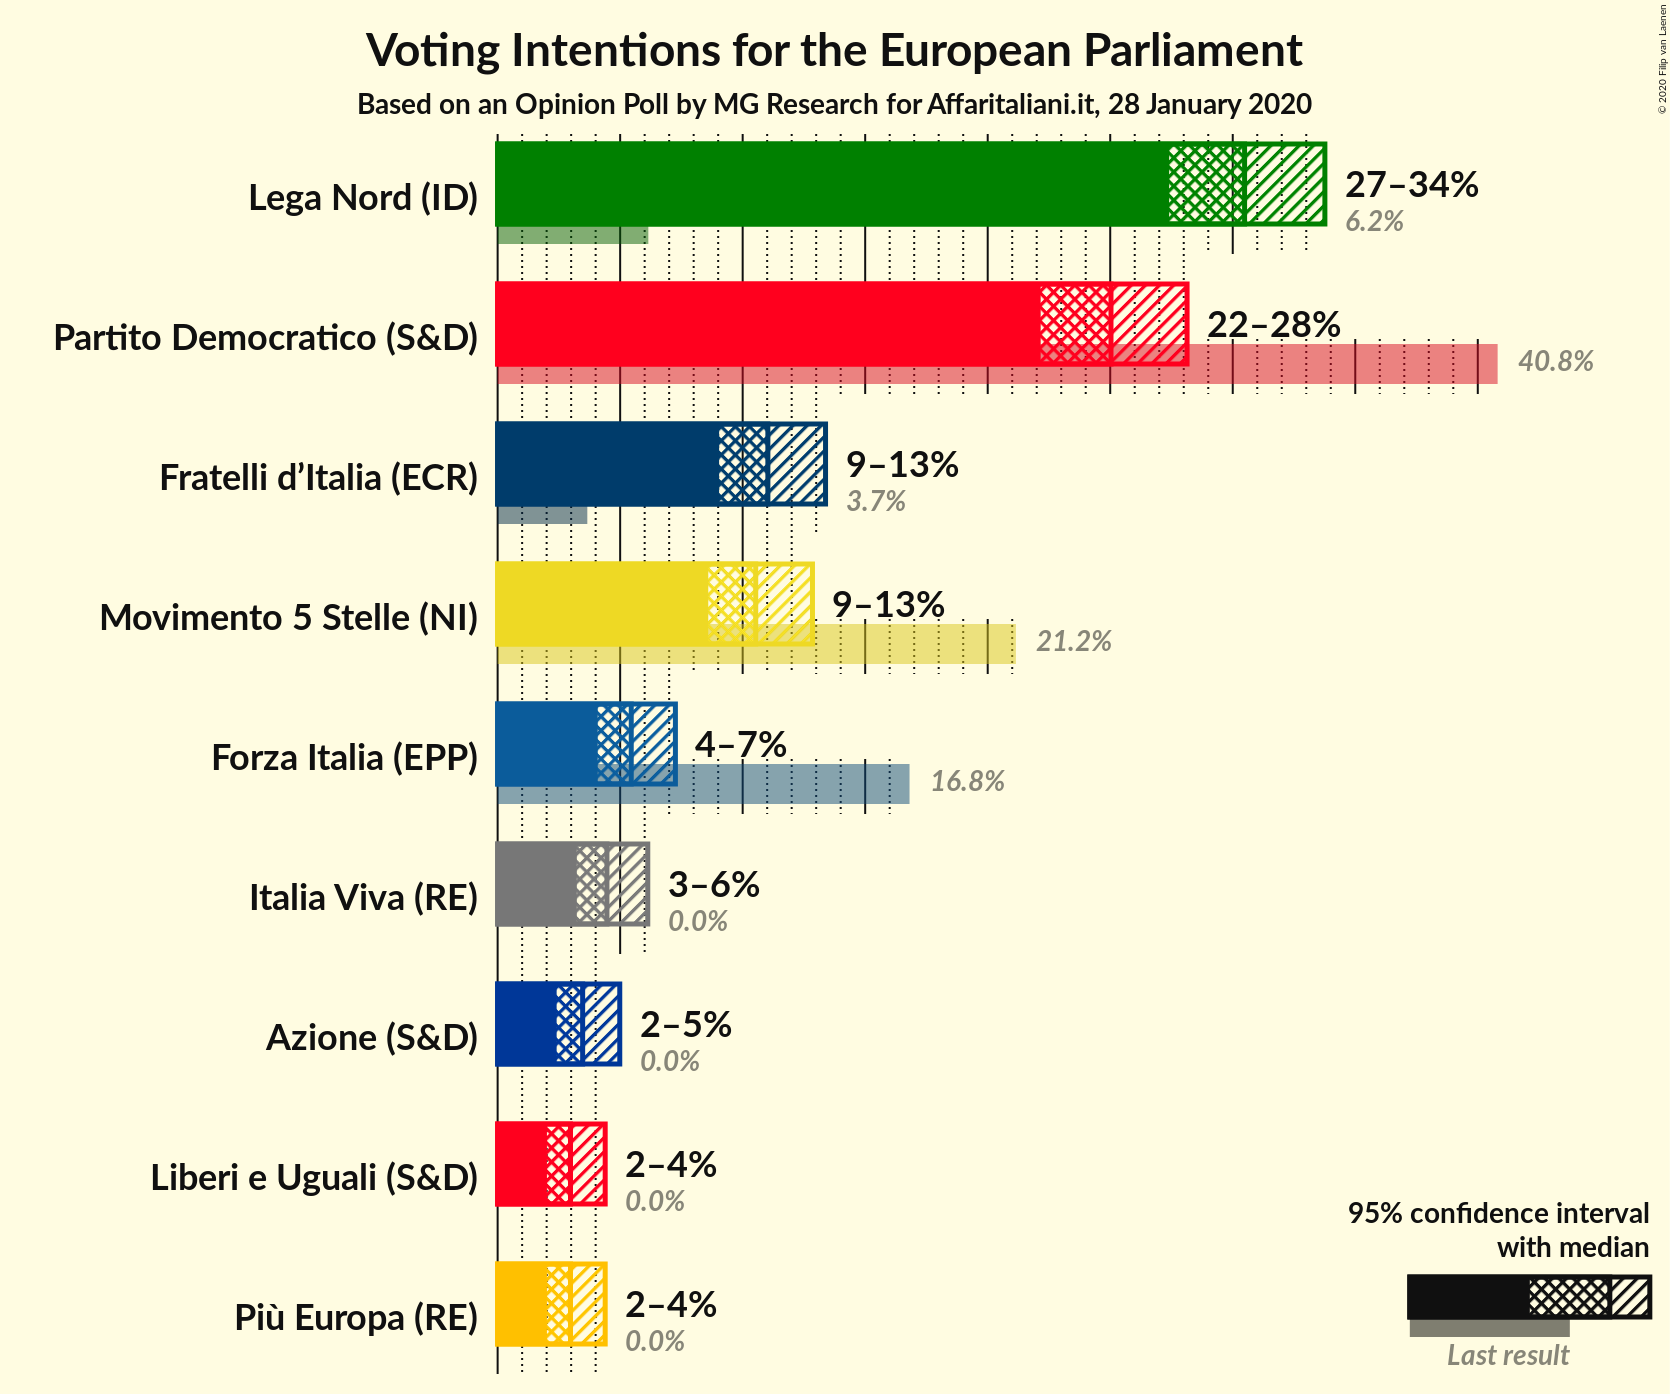 Voting Intentions for the European Parliament
Based on an Opinion Poll by MG Research for Affaritaliani.it, 28 January 2020
© 2020 Filip van Laenen
Lega Nord (ID)
27–34%
6.2%
Partito Democratico (S&D)
22–28%
40.8%
Fratelli d’Italia (ECR)
9–13%
3.7%
Movimento 5 Stelle (NI)
9–13%
21.2%
Forza Italia (EPP)
4–7%
16.8%
Italia Viva (RE)
3–6%
0.0%
Azione (S&D)
2–5%
0.0%
Liberi e Uguali (S&D)
2–4%
0.0%
Più Europa (RE)
2–4%
0.0%
95% confidence interval
with median
Last result